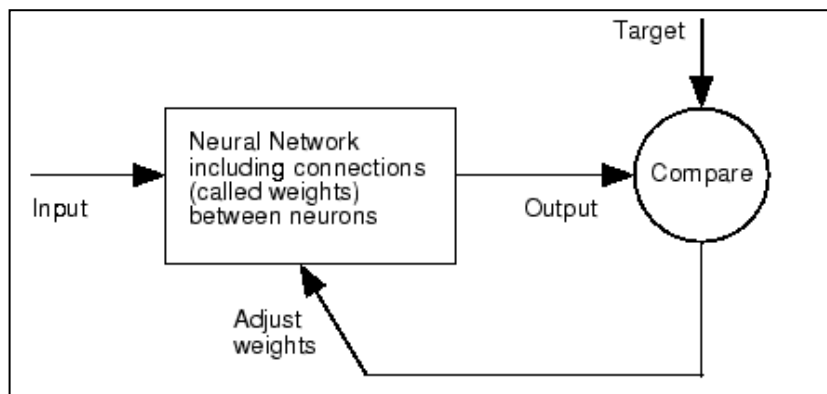 Target
Neural Network
including connections
(called weights)
between neurons
Compare
Input
Output
Adjust
weights